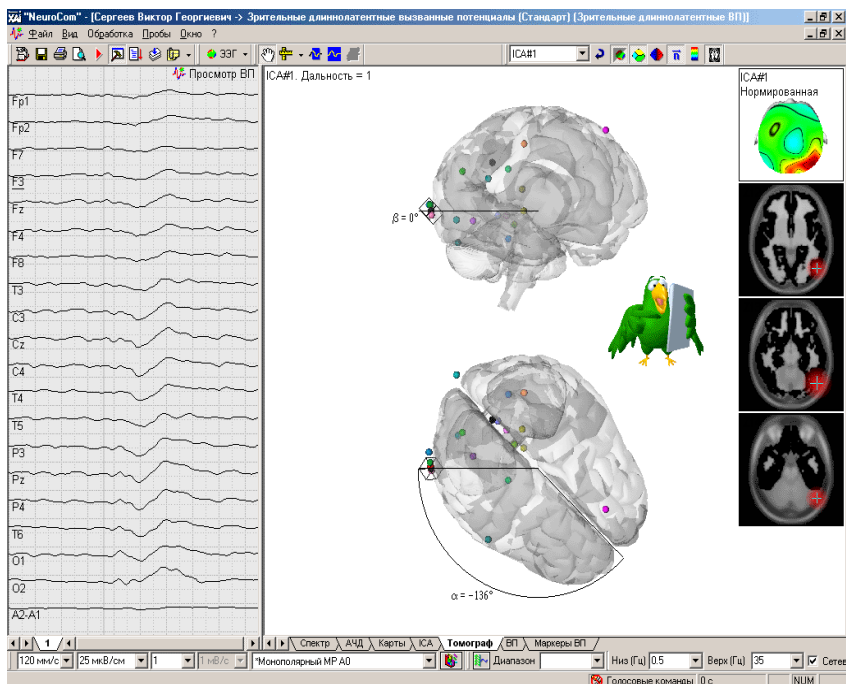 "NeuroCom" - [Сергеев Виктор Георгиевич -> Зрительные длиннолатентные вызванные потенциалы (Стандарт) (Зрительные длиннолатентные ВП)]
Файл Вид Обработка Пробы Окно ?
ЭЭГ
ICA#1
Просмотр ВП
ICA#1. Дальность = 1
ICA#1
Нормированная
Fp1
Fp2
F7
F3
Fz
F4
F8
T3
C3
Cz
C4
T4
T5
P3
Pz
P4
T6
O1
O2
A2-A1
β = 0°
α = -136°
1
Спектр АЧД Карты ICA Томограф ВП Маркеры ВП
120 мм/с 25 мкВ/см 1 1 мВ/с *Монополярный MP A0 Диапазон Низ (Гц) 0.5 Верх (Гц) 35 Сетев
Голосовые команды 0 с NUM